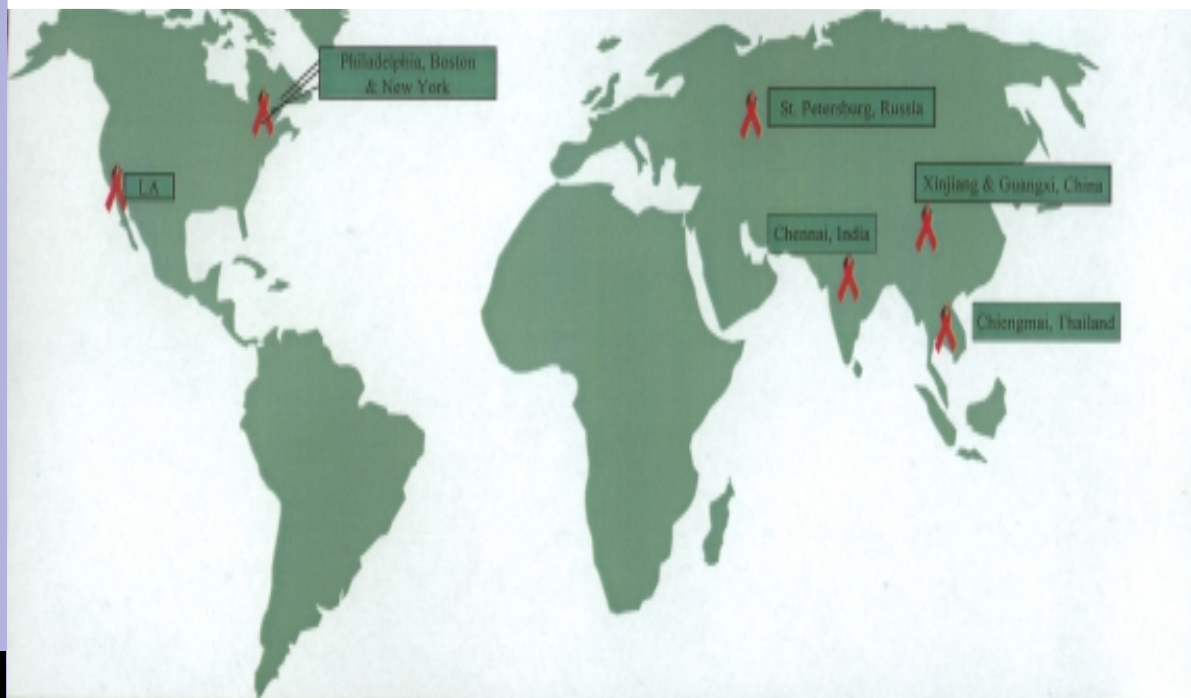 Philadelphia, Boston
& New York
St. Petersburg, Russia
Xinjiang & Guangxi, China
LA
Chennai, India
Chiengmai, Thailand